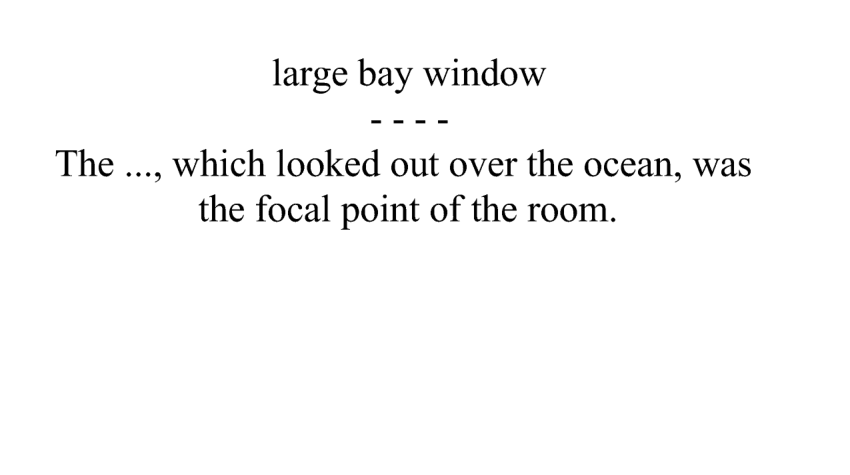 large bay window
- - - -
The ..., which looked out over the ocean, was
the focal point of the room.